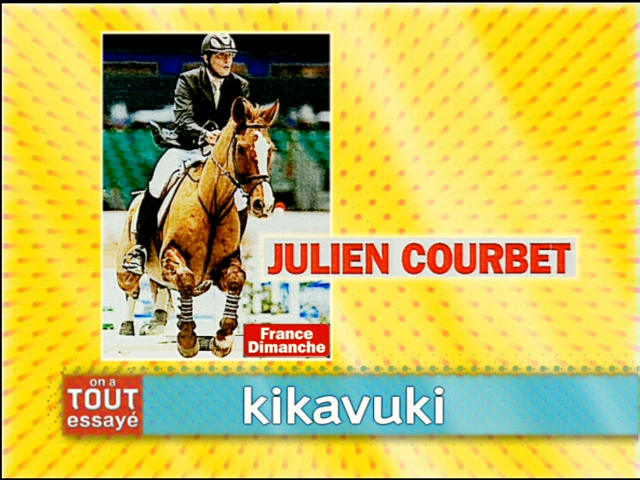 JULIEN COURBET
France
Dimanche
on a
TOUT
essayé
kikavuki